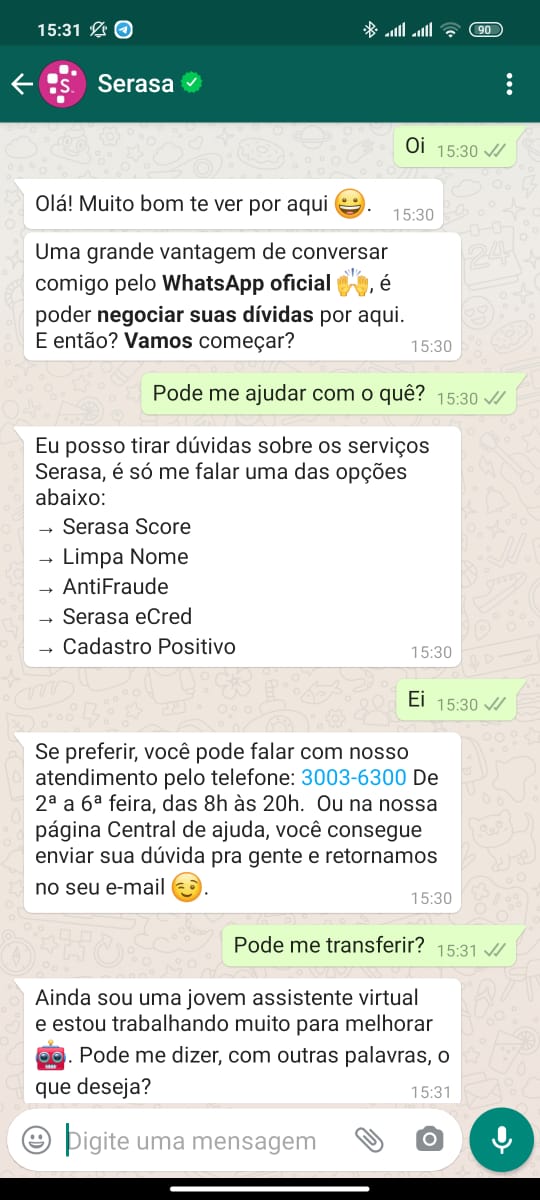 15:31 90
S.
Serasa
Oi 15:30
Olá! Muito bom te ver por aqui 😀. 15:30
Uma grande vantagem de conversar
comigo pelo WhatsApp oficial 🙌, é
poder negociar suas dívidas por aqui.
E então? Vamos começar? 15:30
Pode me ajudar com o quê? 15:30
Eu posso tirar dúvidas sobre os serviços
Serasa, é só me falar uma das opções
abaixo:
→ Serasa Score
→ Limpa Nome
→ AntiFraude
→ Serasa eCred
→ Cadastro Positivo 15:30
Ei 15:30
Se preferir, você pode falar com nosso
atendimento pelo telefone: 3003-6300 De
2ª a 6ª feira, das 8h às 20h. Ou na nossa
página Central de ajuda, você consegue
enviar sua dúvida pra gente e retornamos
no seu e-mail 😉. 15:30
Pode me transferir? 15:31
Ainda sou uma jovem assistente virtual
e estou trabalhando muito para melhorar
🤖. Pode me dizer, com outras palavras, o
que deseja? 15:31
Digite uma mensagem